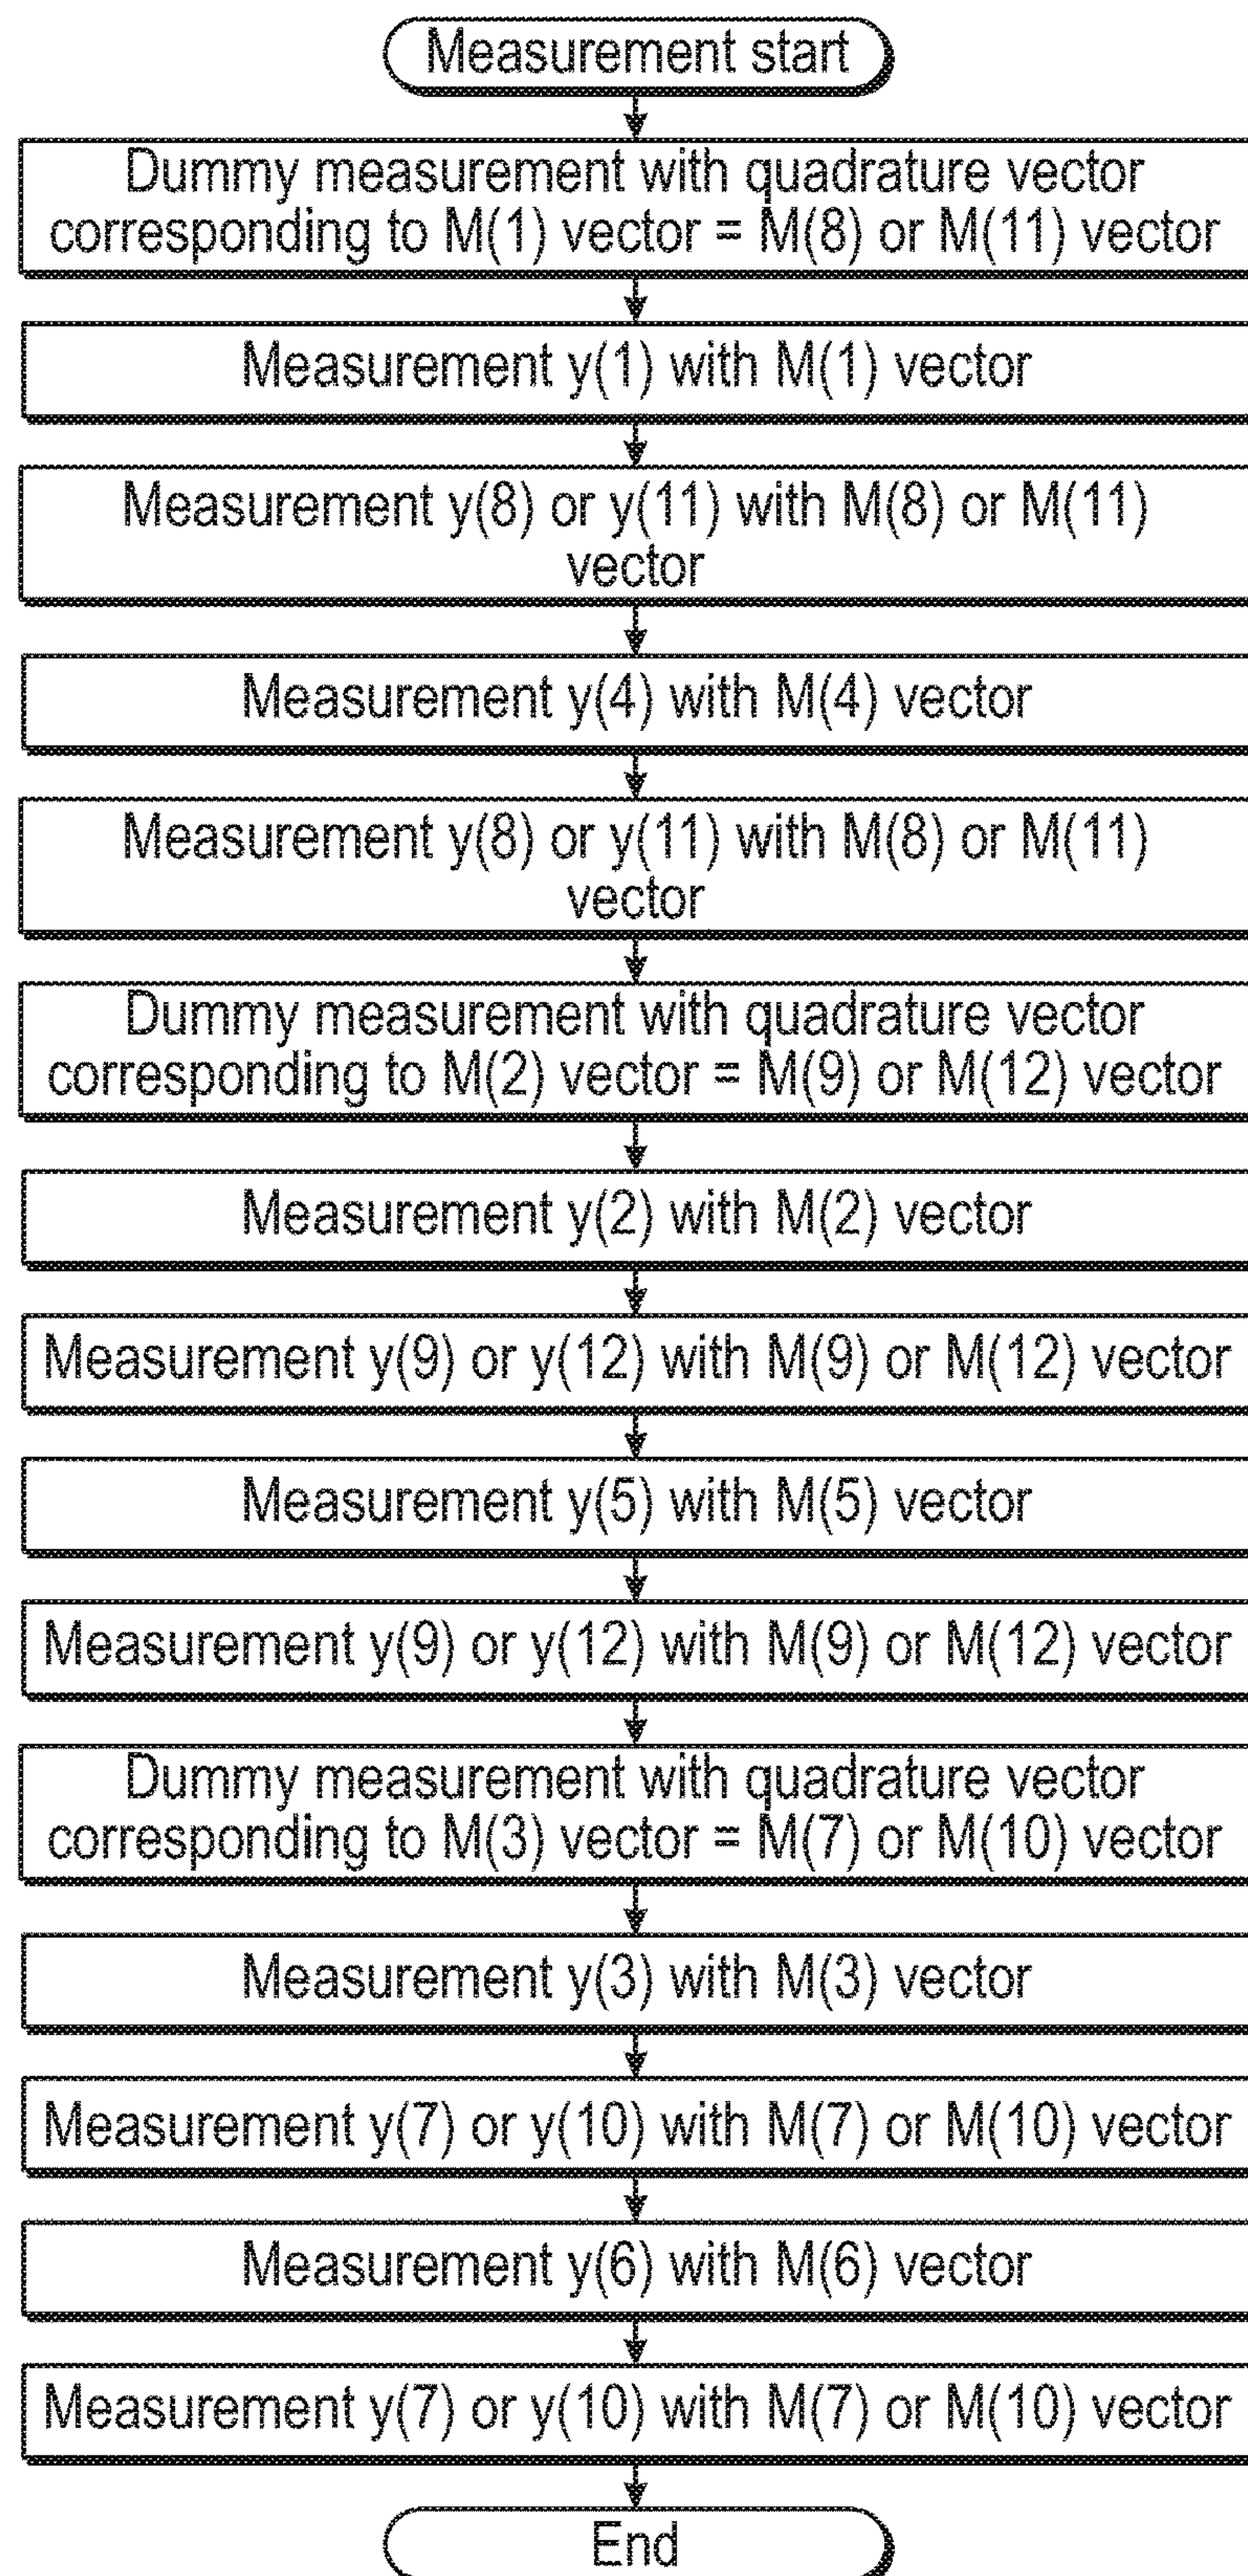 Measurement start
Dummy measurement with quadrature vector
corresponding to M(1) vector = M(8) or M(11) vector
Measurement y(1) with M(1) vector
Measurement y(8) or y(11) with M(8) or M(11)
vector
Measurement y(4) with M(4) vector
Measurement y(8) or y(11) with M(8) or M(11)
vector
Dummy measurement with quadrature vector
corresponding to M(2) vector = M(9) or M(12) vector
Measurement y(2) with M(2) vector
Measurement y(9) or y(12) with M(9) or M(12) vector
Measurement y(5) with M(5) vector
Measurement y(9) or y(12) with M(9) or M(12) vector
Dummy measurement with quadrature vector
corresponding to M(3) vector = M(7) or M(10) vector
Measurement y(3) with M(3) vector
Measurement y(7) or y(10) with M(7) or M(10) vector
Measurement y(6) with M(6) vector
Measurement y(7) or y(10) with M(7) or M(10) vector
End